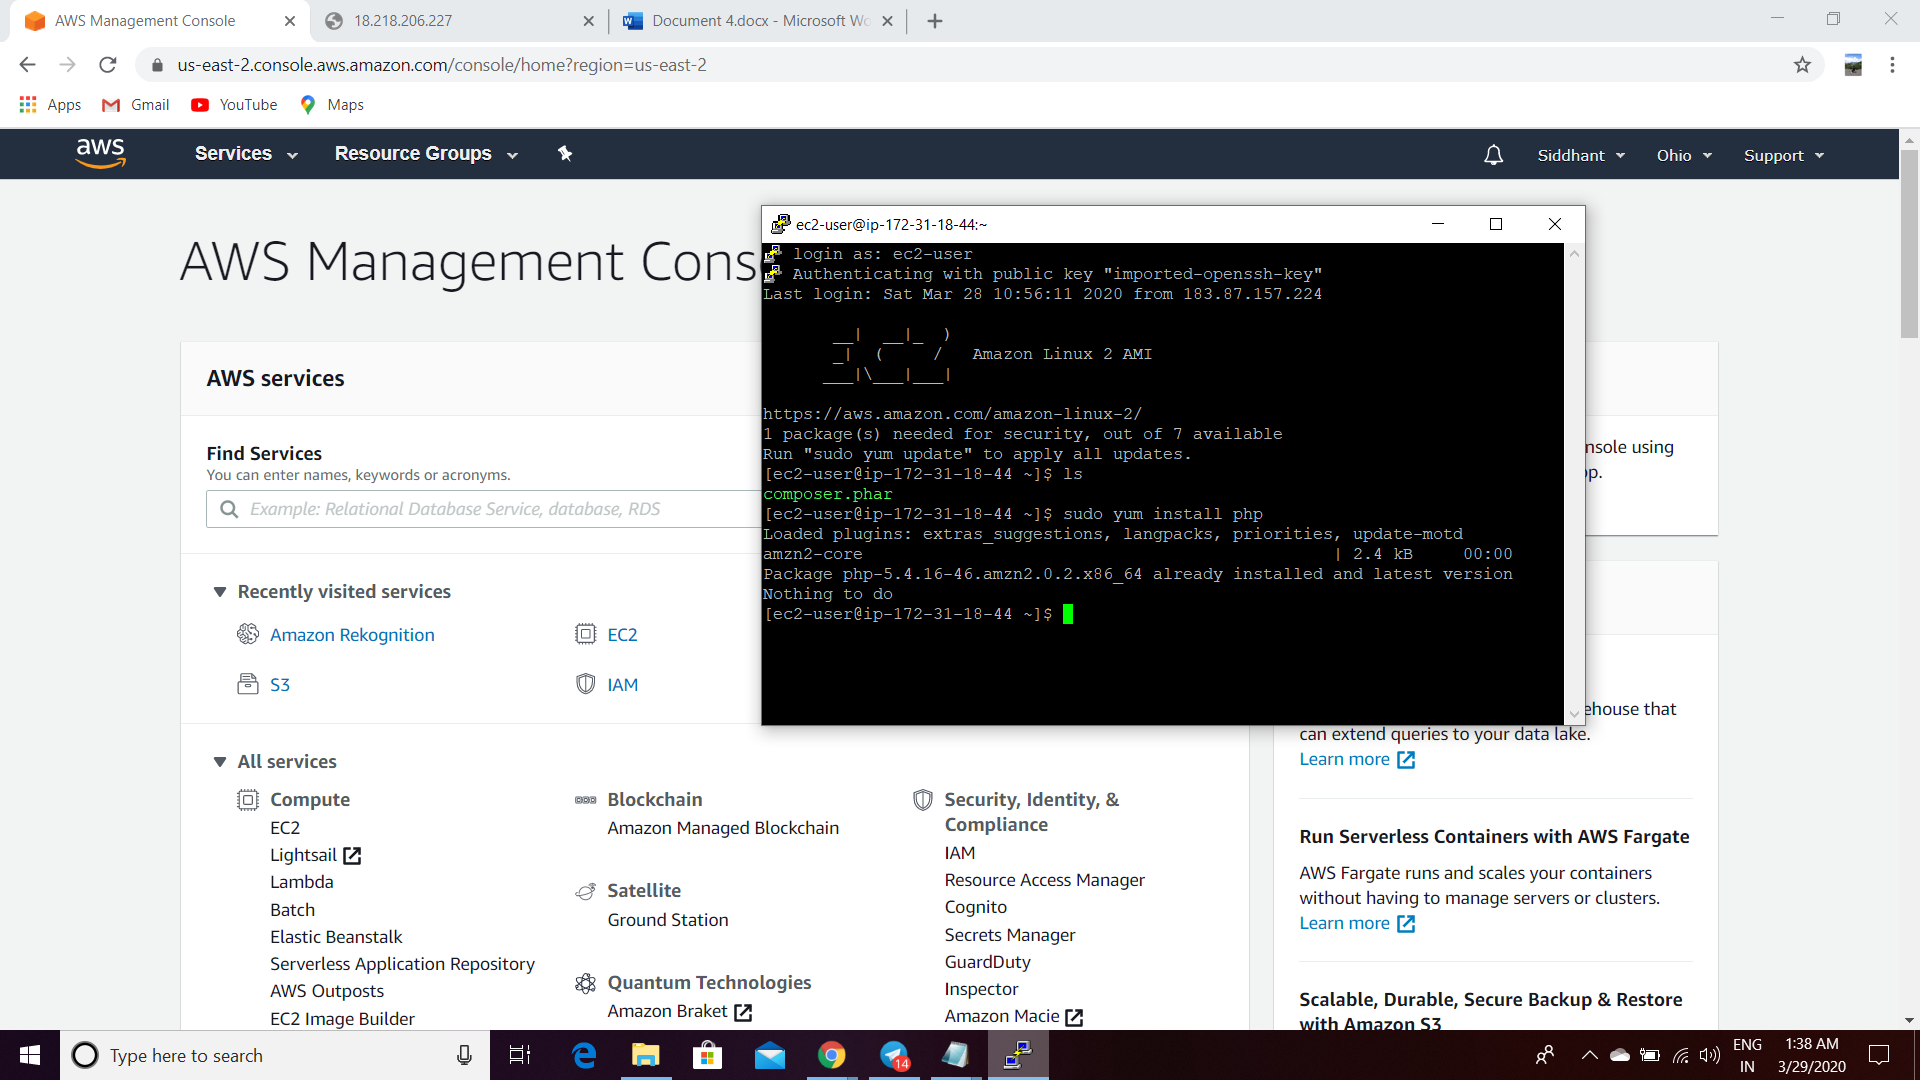 AWS Management Console
18.218.206.227
Document 4.docx - Microsoft Wo
us-east-2.console.aws.amazon.com/console/home?region=us-east-2
Apps
Gmail
YouTube
Maps
aws
Services
Resource Groups
Siddhant
Ohio
Support
AWS Management Cons
AWS services
Find Services
You can enter names, keywords or acronyms.
Example: Relational Database Service, database, RDS
Recently visited services
Amazon Rekognition
EC2
S3
IAM
All services
Compute
EC2
Lightsail
Lambda
Batch
Elastic Beanstalk
Serverless Application Repository
AWS Outposts
EC2 Image Builder
Blockchain
Amazon Managed Blockchain
Satellite
Ground Station
Quantum Technologies
Amazon Braket
Security, Identity, &
Compliance
IAM
Resource Access Manager
Cognito
Secrets Manager
GuardDuty
Inspector
Amazon Macie
ec2-user@ip-172-31-18-44:~
login as: ec2-user
Authenticating with public key "imported-openssh-key"
Last login: Sat Mar 28 10:56:11 2020 from 183.87.157.224
       __|  __|_  )
       _|  (     /   Amazon Linux 2 AMI
      ___|\___|___|
https://aws.amazon.com/amazon-linux-2/
1 package(s) needed for security, out of 7 available
Run "sudo yum update" to apply all updates.
[ec2-user@ip-172-31-18-44 ~]$ ls
composer.phar
[ec2-user@ip-172-31-18-44 ~]$ sudo yum install php
Loaded plugins: extras_suggestions, langpacks, priorities, update-motd
amzn2-core | 2.4 kB 00:00
Package php-5.4.16-46.amzn2.0.2.x86_64 already installed and latest version
Nothing to do
[ec2-user@ip-172-31-18-44 ~]$
nsole using
pp.
ehouse that
can extend queries to your data lake.
Learn more
Run Serverless Containers with AWS Fargate
AWS Fargate runs and scales your containers
without having to manage servers or clusters.
Learn more
Scalable, Durable, Secure Backup & Restore
with Amazon S3
Type here to search
14
ENG
IN
1:38 AM
3/29/2020